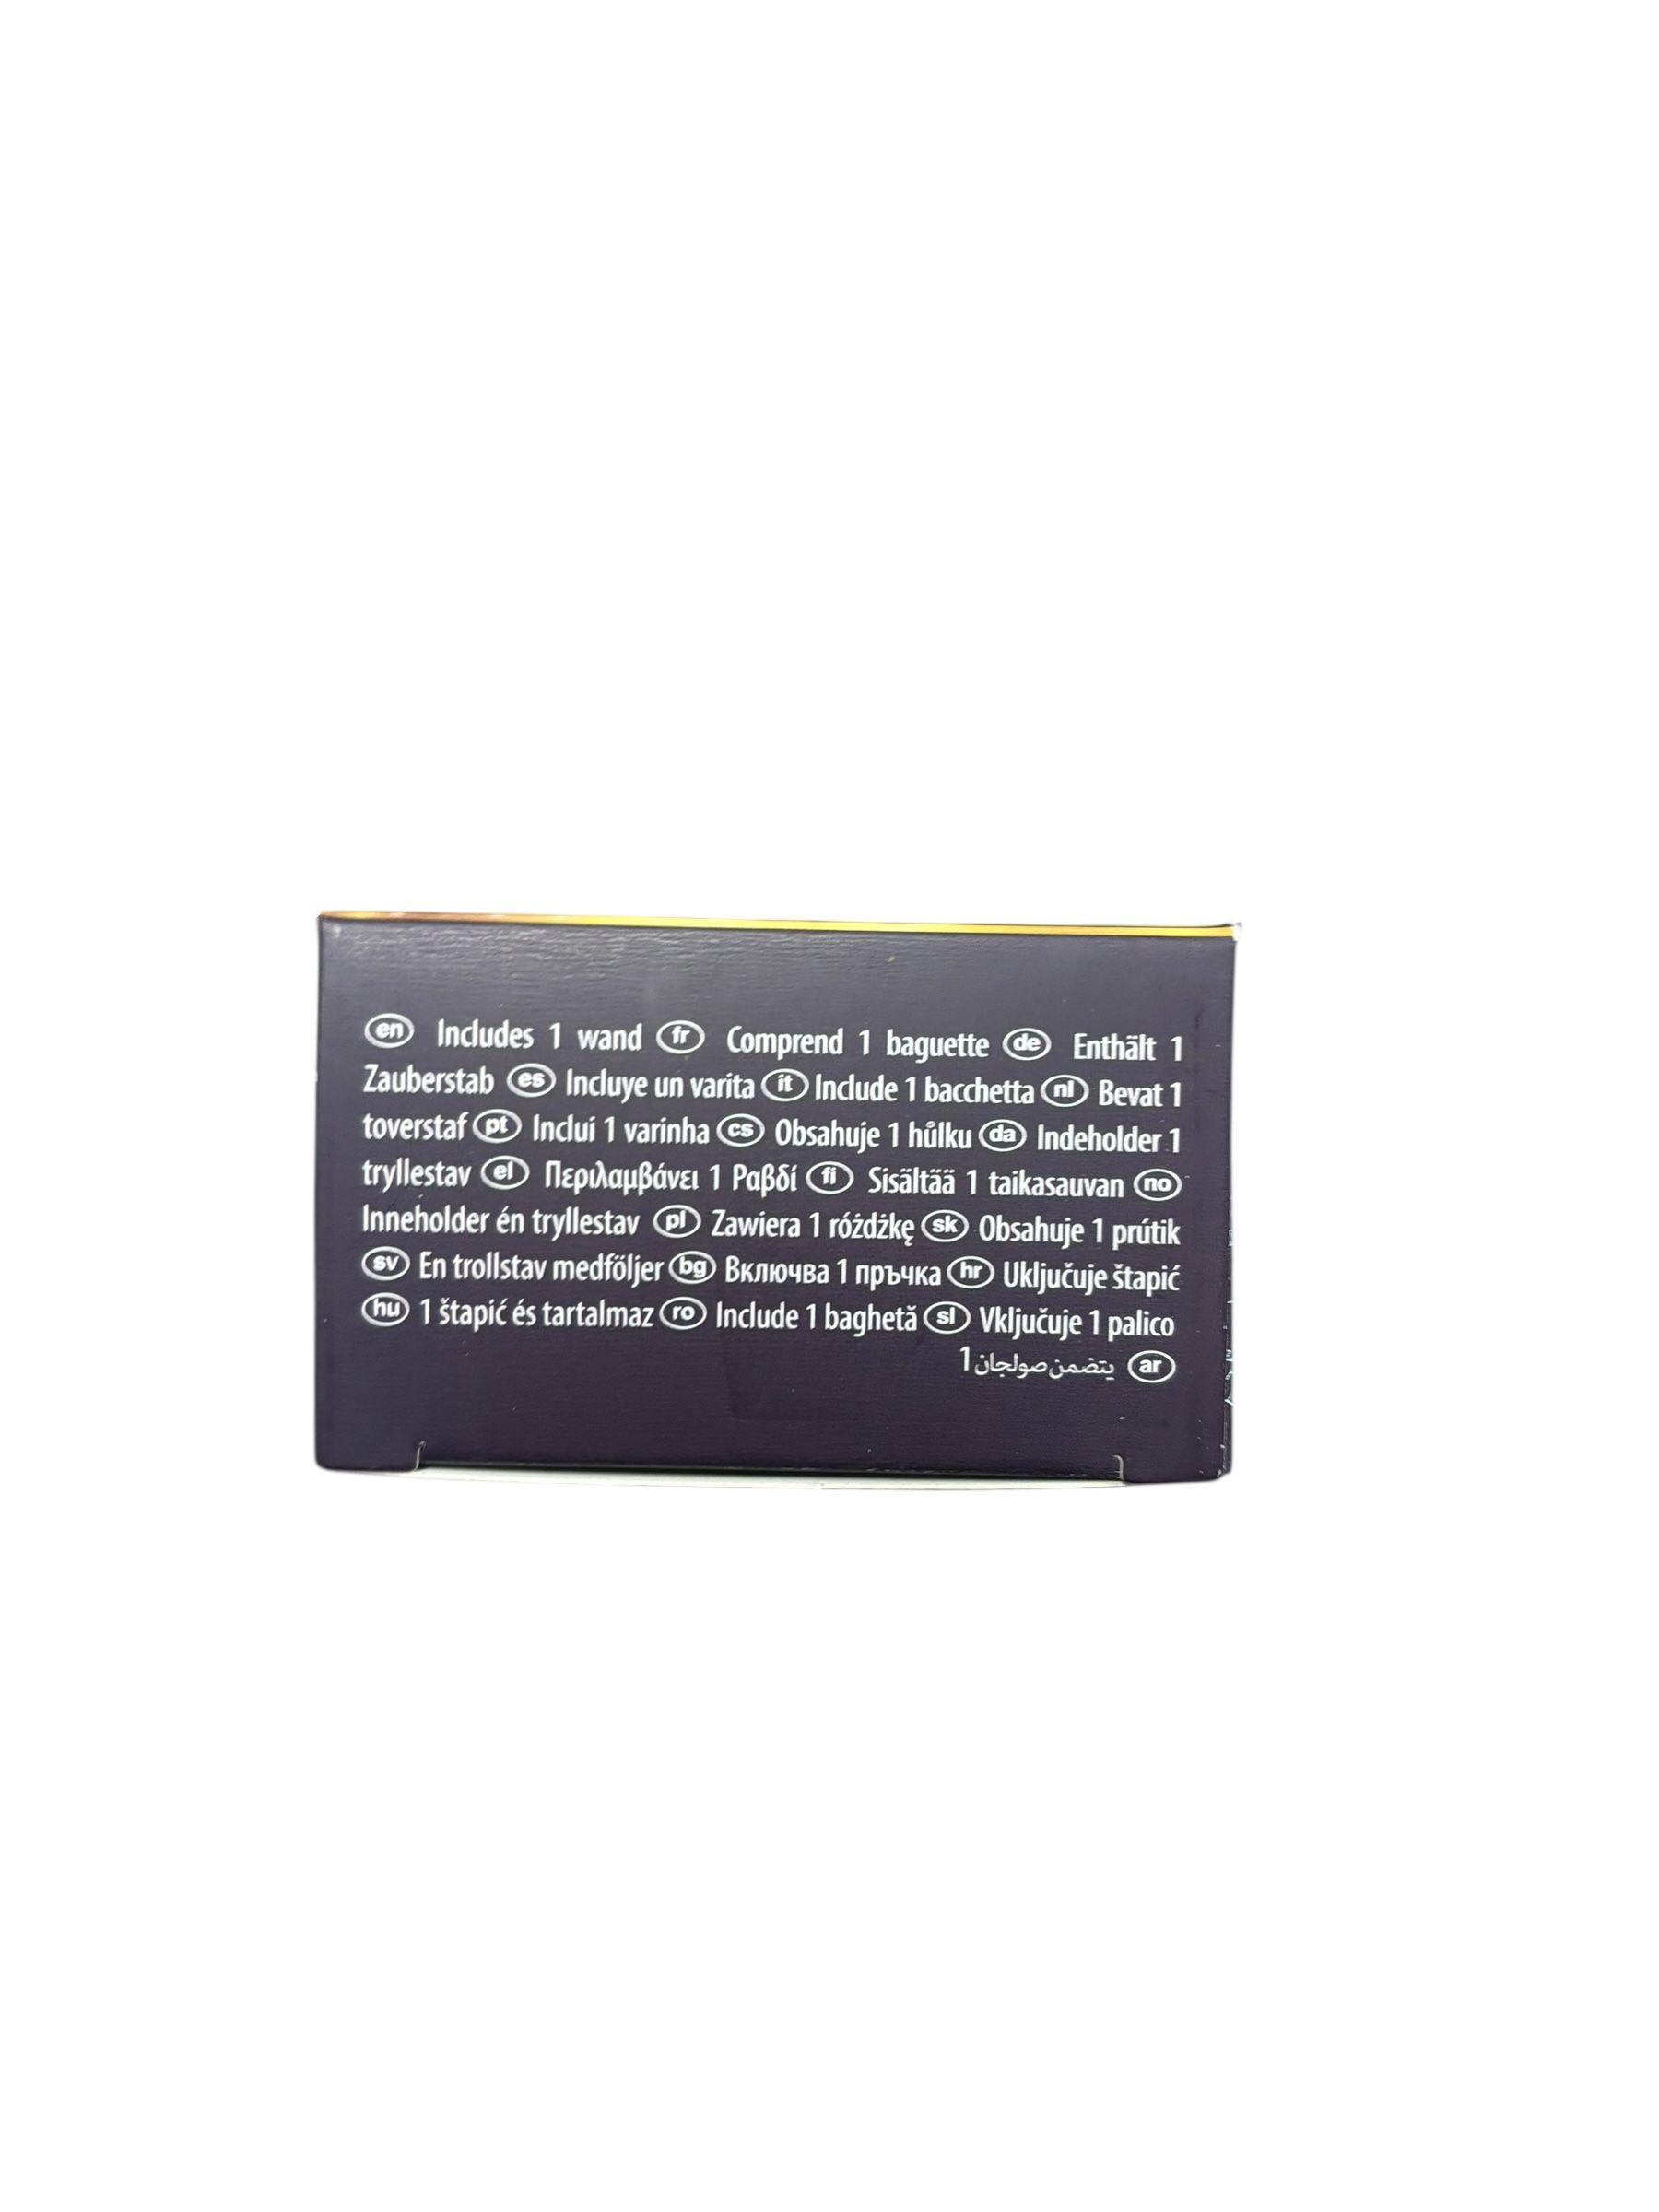 en Includes 1 wand fr Comprend 1 baguette de Enthält 1
Zauberstab es Incluye un varita it Include 1 bacchetta nl Bevat 1
toverstaf pt Incluí 1 varinha cs Obsahuje 1 hůlku da Indeholder 1
tryllestav el Περιλαμβάνει 1 Ραβδί fi Sisältää 1 taikasauvan no
Inneholder én tryllestav pl Zawiera 1 różdżkę sk Obsahuje 1 prútik
sv En trollstav medföljer bg Включва 1 пръчка hr Uključuje štapić
hu 1 štapić és tartalmaz ro Include 1 baghetă sl Vključuje 1 palico
ar يتضمن صولجان 1